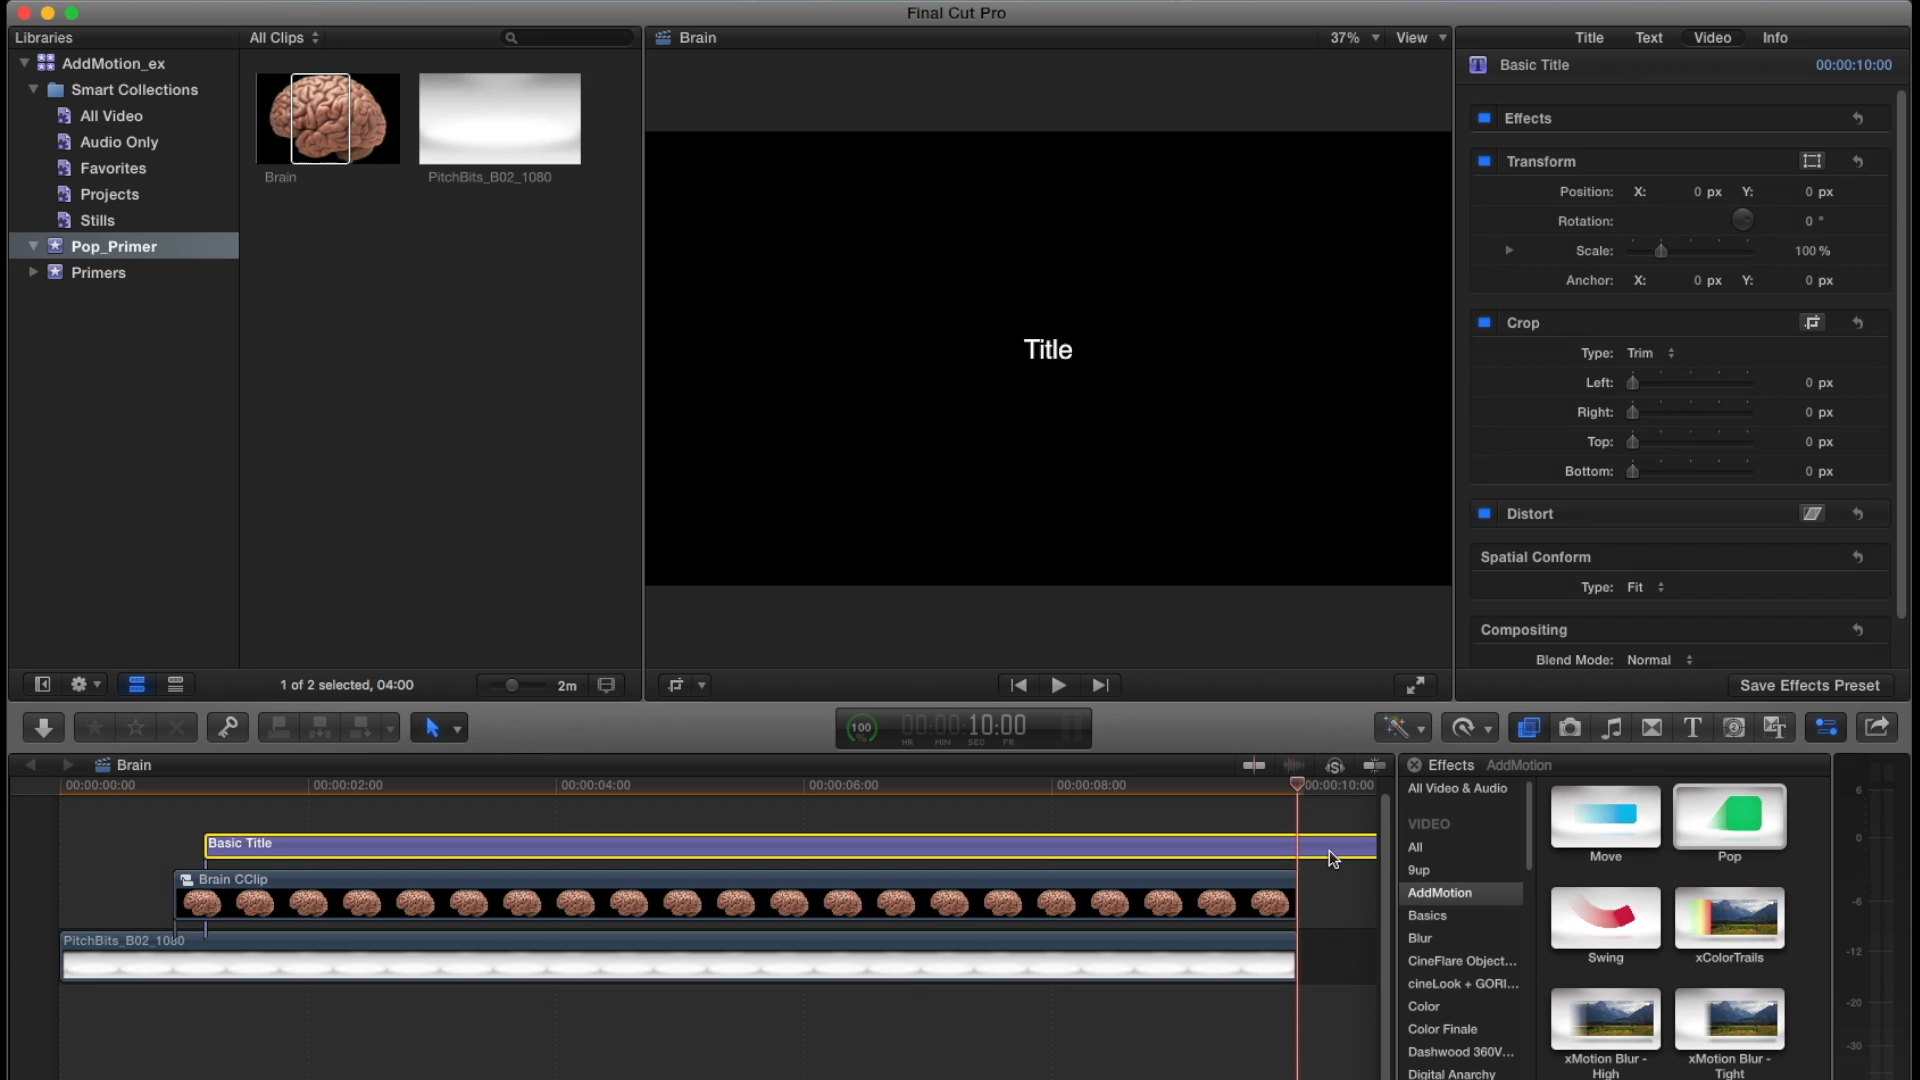 Final Cut Pro
Libraries
All Clips
Brain
37%
View
Title
Text
Video
Info
AddMotion_ex
Smart Collections
All Video
Audio Only
Favorites
Projects
Stills
Pop_Primer
Primers
Brain
PitchBits_B02_1080
Title
Basic Title
00:00:10:00
Effects
Transform
Position: X: 0 px Y: 0 px
Rotation: 0 °
Scale: 100 %
Anchor: X: 0 px Y: 0 px
Crop
Type: Trim
Left: 0 px
Right: 0 px
Top: 0 px
Bottom: 0 px
Distort
Spatial Conform
Type: Fit
Compositing
Blend Mode: Normal
Save Effects Preset
1 of 2 selected, 04:00
2m
100
00:00:10:00
HR MIN SEC FR
Brain
00:00:00:00
00:00:02:00
00:00:04:00
00:00:06:00
00:00:08:00
00:00:10:00
Basic Title
Brain CClip
PitchBits_B02_1080
Effects AddMotion
All Video & Audio
VIDEO
All
9up
AddMotion
Basics
Blur
CineFlare Object...
cineLook + GORI...
Color
Color Finale
Dashwood 360V...
Digital Anarchy
Move
Pop
Swing
xColorTrails
xMotion Blur -
High
xMotion Blur -
Tight
6
0
-6
-12
-20
-30